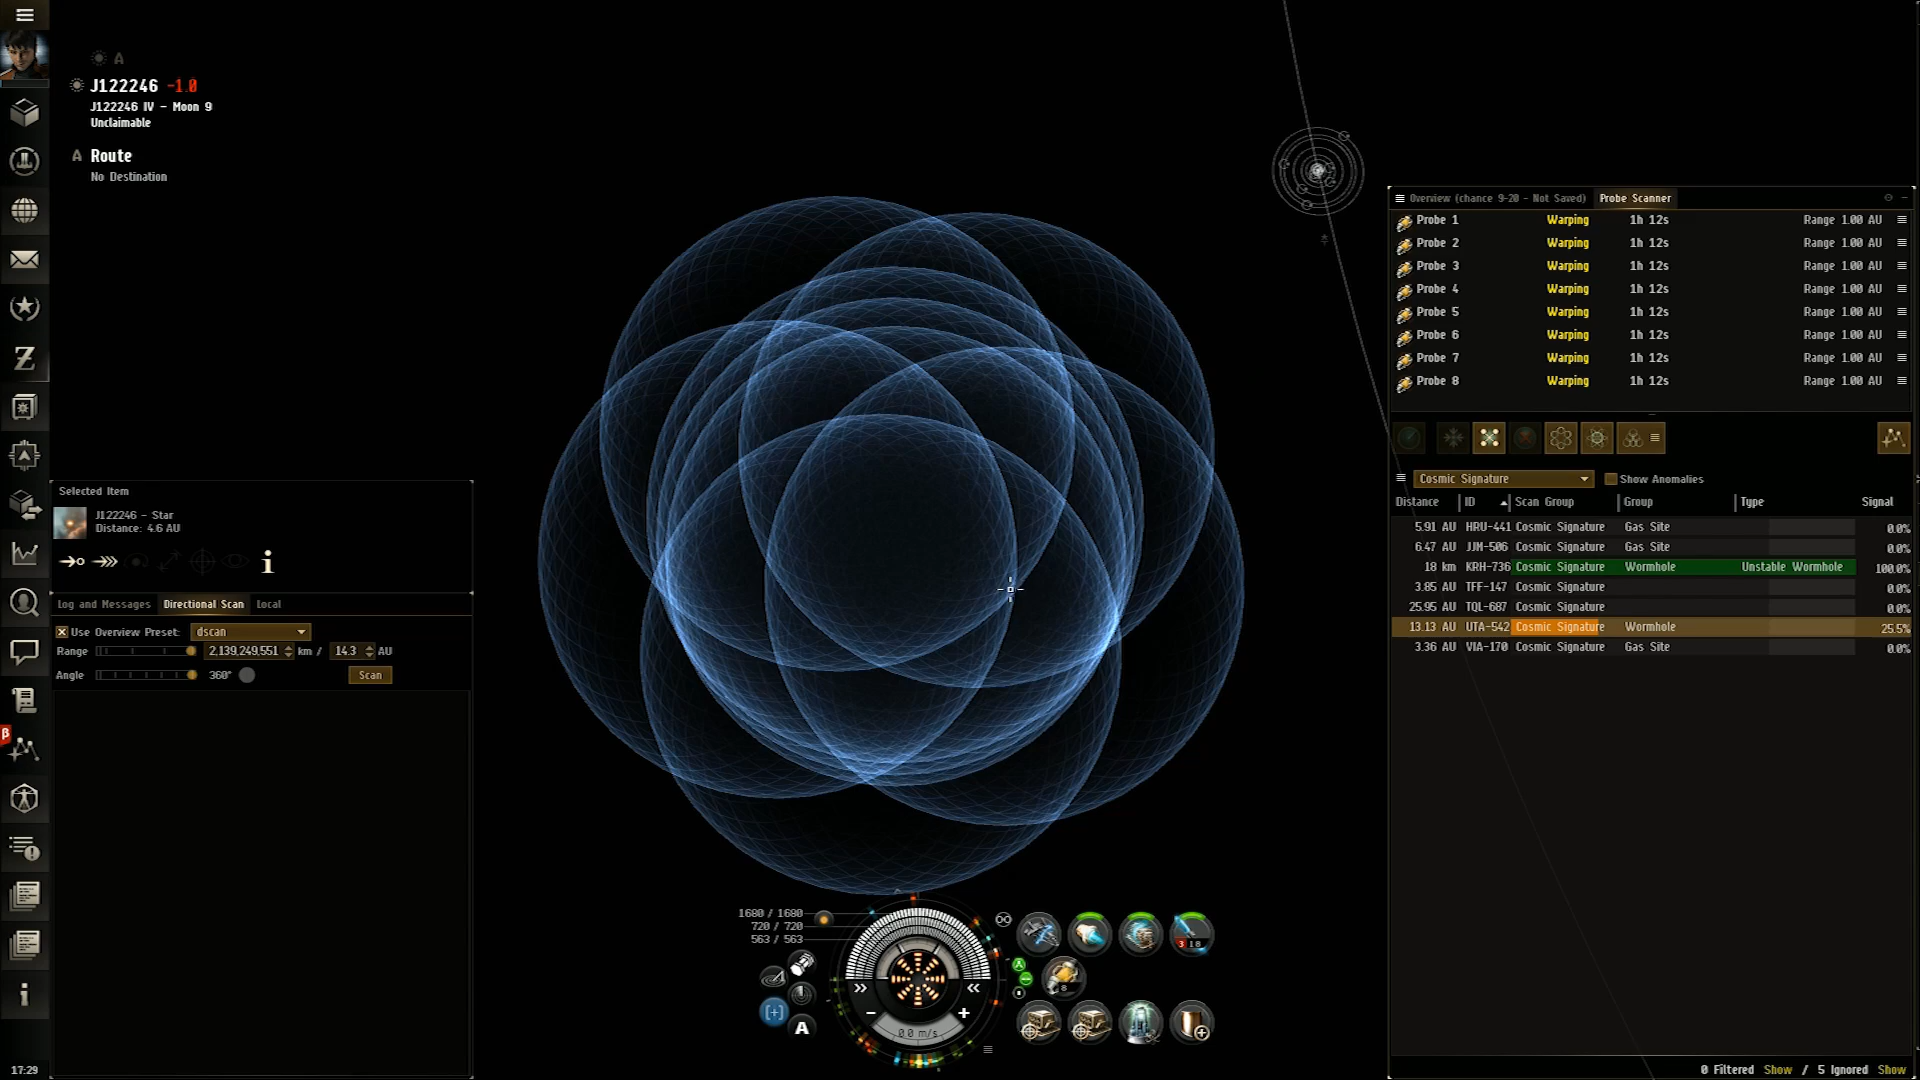 A
J122246 -1.0
J122246 IV - Moon 9
Unclaimable
A Route
No Destination
Selected Item
J122246 - Star
Distance: 4.6 AU
Log and Messages Directional Scan Local
Use Overview Preset: dscan
Range 2,139,249,551 km / 14.3 AU
Angle 360°
Scan
β
17:29
1680 / 1680
720 / 720
563 / 563
A
0.0 m/s
3 18
8
Overview (chance 9-20 - Not Saved) Probe Scanner
Probe 1 Warping 1h 12s Range 1.00 AU
Probe 2 Warping 1h 12s Range 1.00 AU
Probe 3 Warping 1h 12s Range 1.00 AU
Probe 4 Warping 1h 12s Range 1.00 AU
Probe 5 Warping 1h 12s Range 1.00 AU
Probe 6 Warping 1h 12s Range 1.00 AU
Probe 7 Warping 1h 12s Range 1.00 AU
Probe 8 Warping 1h 12s Range 1.00 AU
Cosmic Signature Show Anomalies
Distance ID Scan Group Group Type Signal
5.91 AU HRU-441 Cosmic Signature Gas Site 0.0%
6.47 AU JJM-506 Cosmic Signature Gas Site 0.0%
18 km KRH-736 Cosmic Signature Wormhole Unstable Wormhole 100.0%
3.85 AU TFF-147 Cosmic Signature 0.0%
25.95 AU TQL-687 Cosmic Signature 0.0%
13.13 AU UTA-542 Cosmic Signature Wormhole 25.5%
3.36 AU VIA-170 Cosmic Signature Gas Site 0.0%
0 Filtered Show / 5 Ignored Show